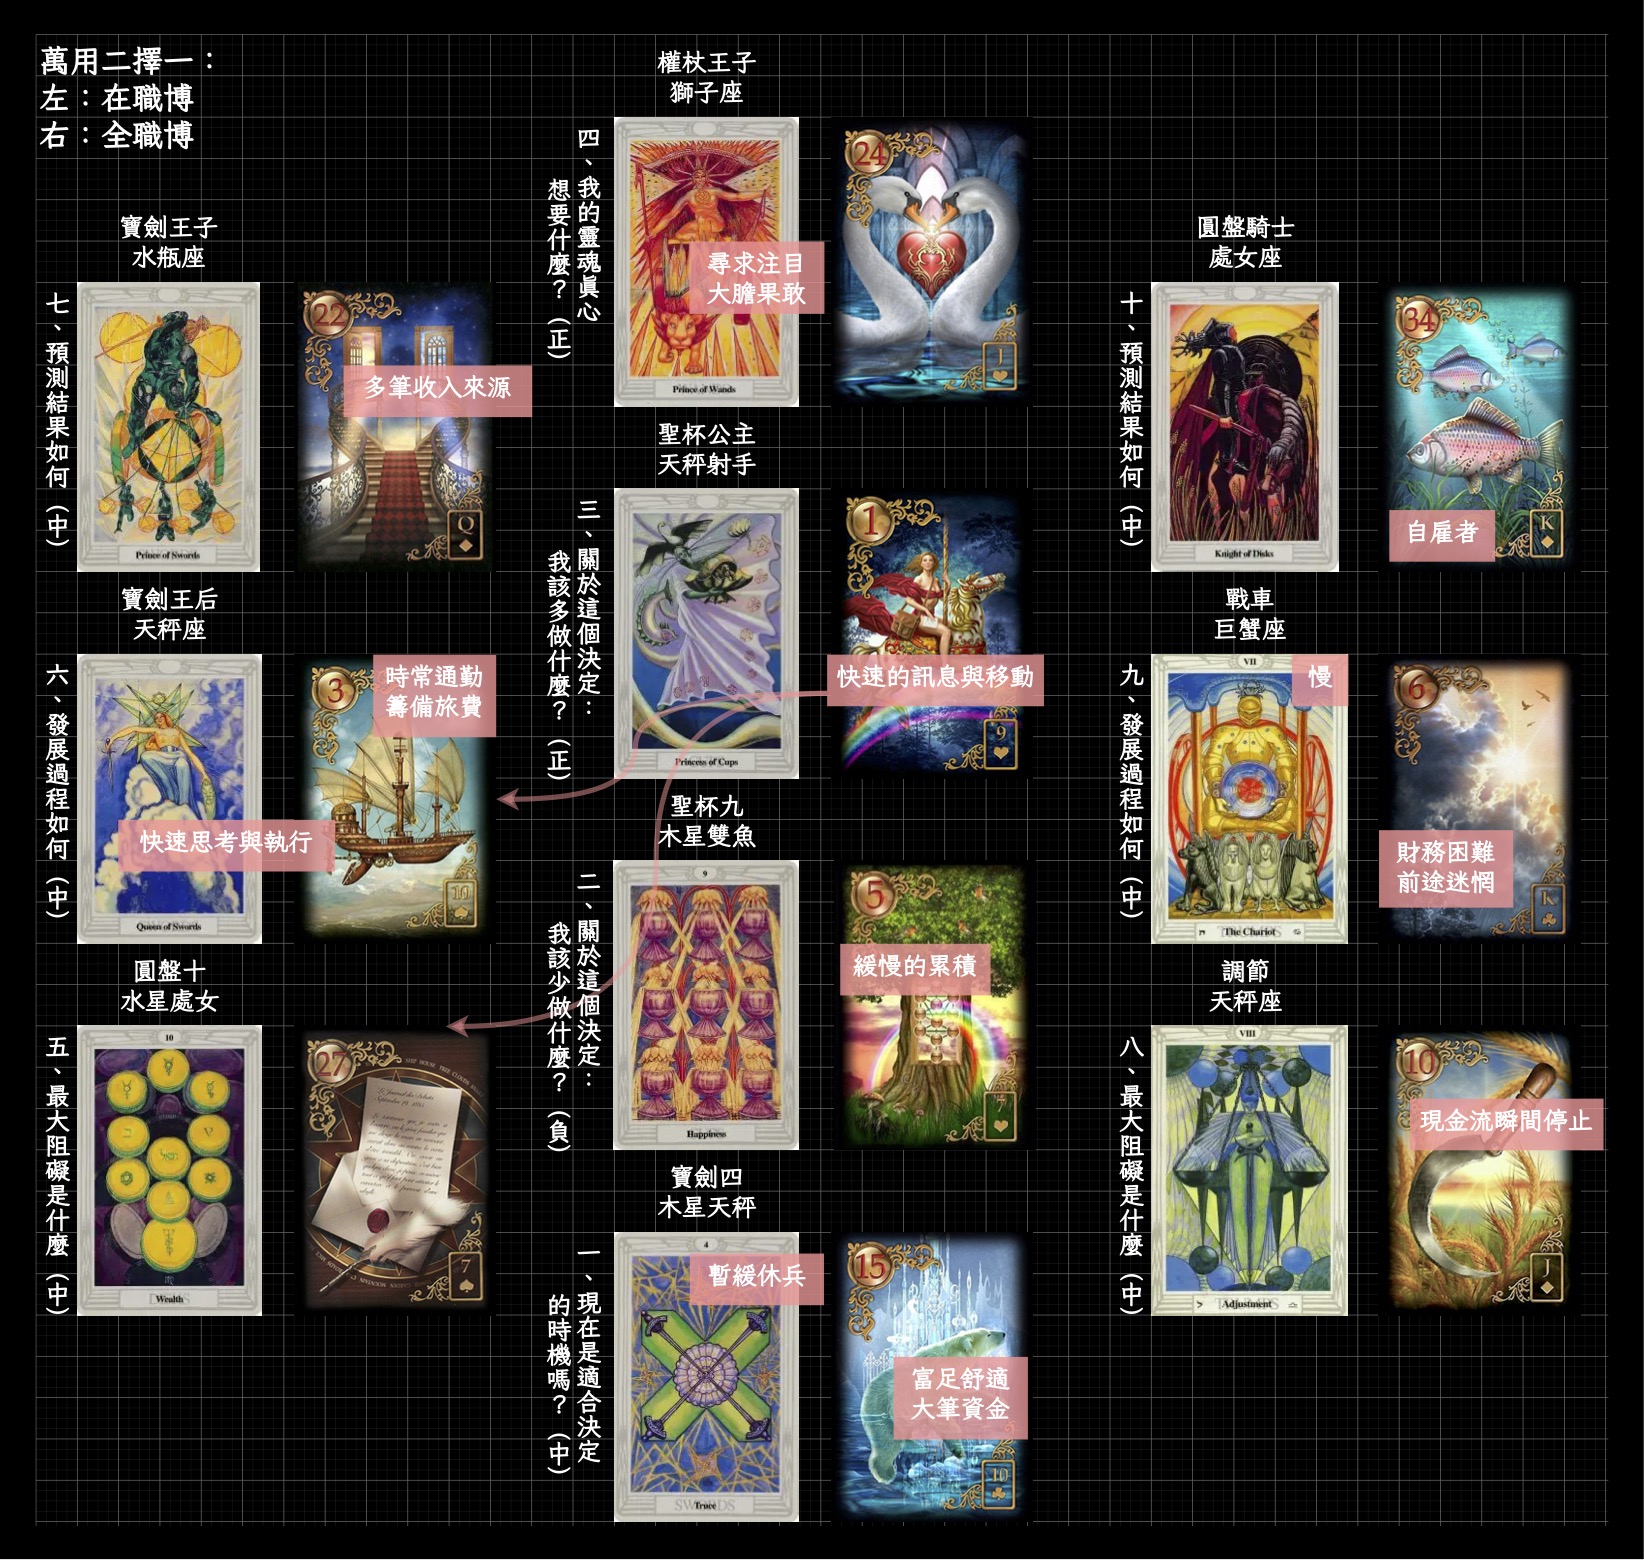 萬用二擇一：
左：在職博
右：全職博
權杖王子
獅子座
四、我的靈魂真心
想要什麼？（正）
Prince of Wands
尋求注目
大膽果敢
24
J
寶劍王子
水瓶座
七、預測結果如何（中）
Prince of Swords
22
多筆收入來源
Q
圓盤騎士
處女座
十、預測結果如何（中）
Knight of Disks
34
自雇者
K
聖杯公主
天秤射手
三、關於這個決定：
我該多做什麼？（正）
Princess of Cups
1
快速的訊息與移動
9
寶劍王后
天秤座
六、發展過程如何（中）
快速思考與執行
Queen of Swords
3
時常通勤
籌備旅費
10
戰車
巨蟹座
九、發展過程如何（中）
VII
慢
The Chariot
6
財務困難
前途迷惘
K
聖杯九
木星雙魚
二、關於這個決定：
我該少做什麼？（負）
9
Happiness
5
緩慢的累積
7
圓盤十
水星處女
五、最大阻礙是什麼（中）
10
Wealth
27
7
調節
天秤座
八、最大阻礙是什麼（中）
VIII
Adjustment
10
現金流瞬間停止
J
寶劍四
木星天秤
一、現在是適合決定
的時機嗎？（中）
4
暫緩休兵
Truce
15
富足舒適
大筆資金
10